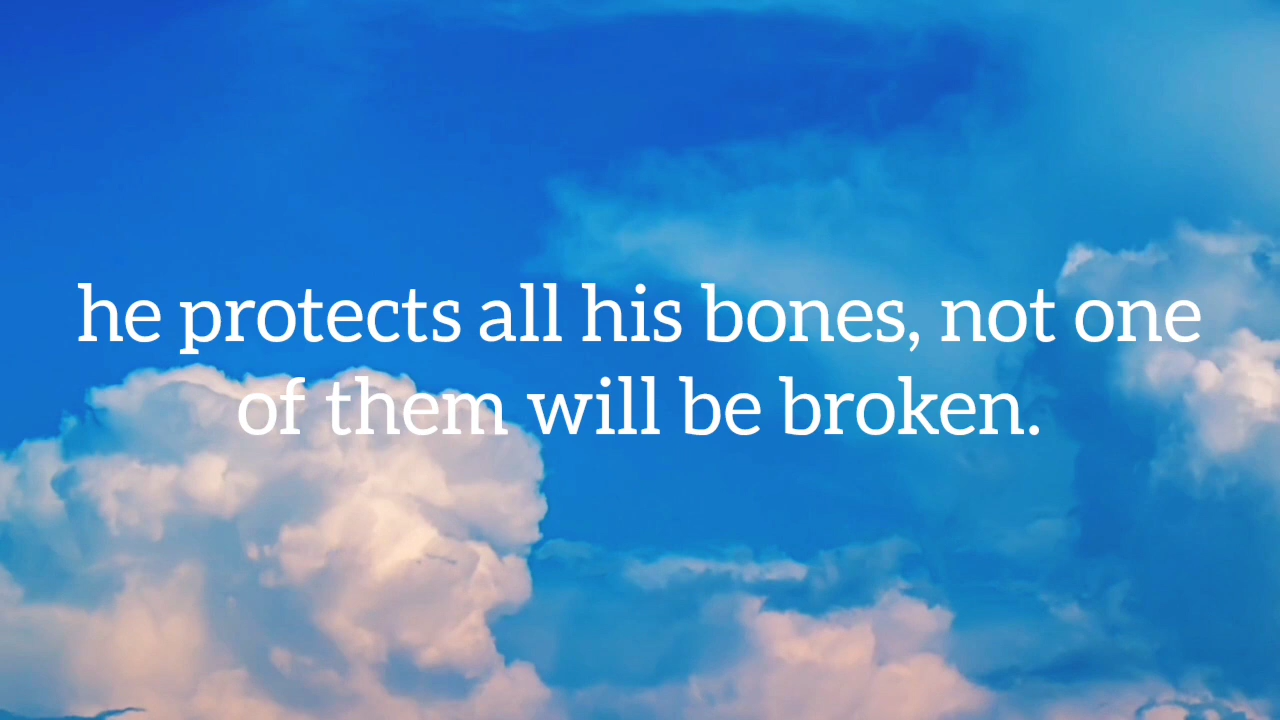 he protects all his bones, not one
of them will be broken.